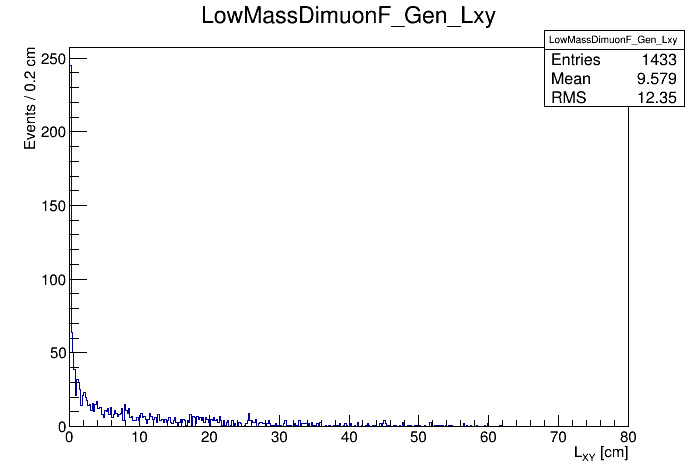 LowMassDimuonF_Gen_Lxy
LowMassDimuonF_Gen_Lxy
Entries 1433
Mean 9.579
RMS 12.35
Events / 0.2 cm
250
200
150
100
50
0
0 10 20 30 40 50 60 70 80
L_XY [cm]